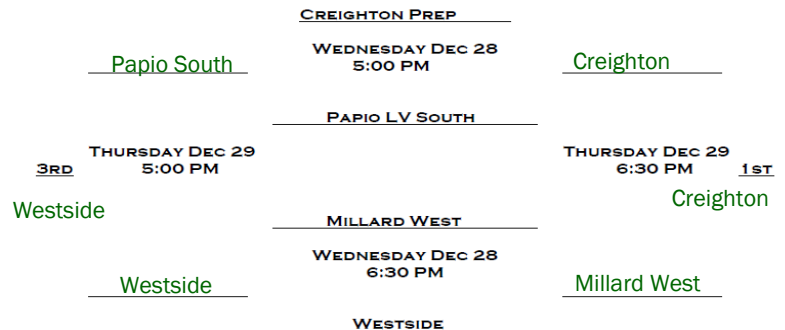 Creighton Prep
Wednesday Dec 28
5:00 PM
Papio South
Creighton
Papio LV South
Thursday Dec 29
5:00 PM
3rd
Thursday Dec 29
6:30 PM
1st
Westside
Creighton
Millard West
Wednesday Dec 28
6:30 PM
Westside
Millard West
Westside